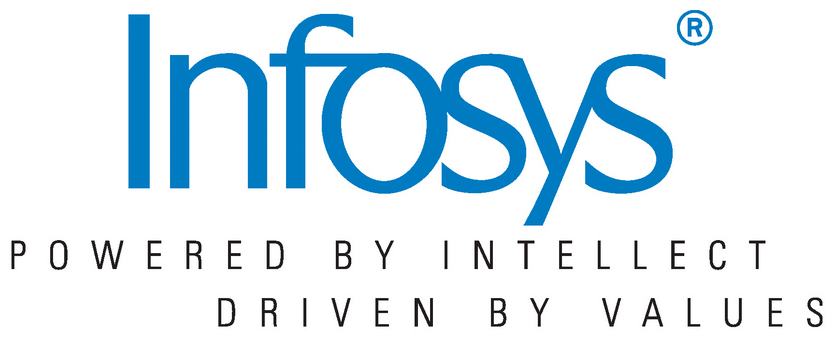 Infosys®
POWERED BY INTELLECT
DRIVEN BY VALUES